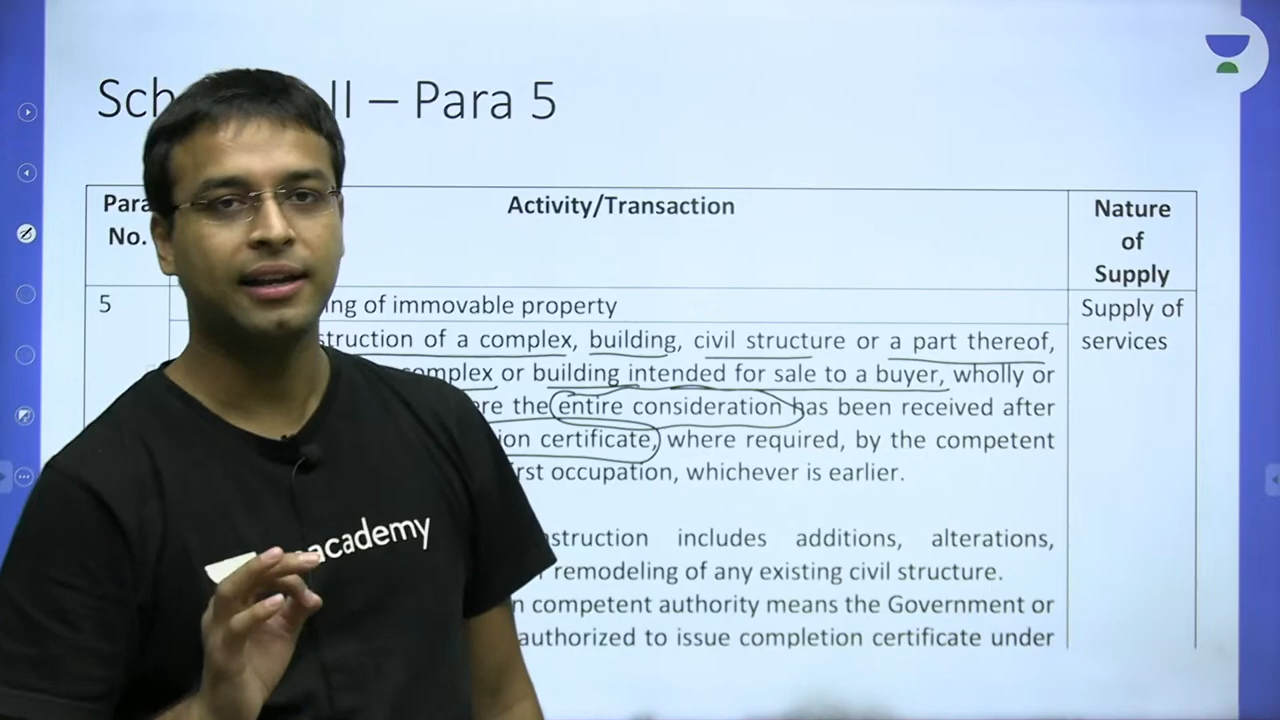 Sch II – Para 5
Para Activity/Transaction Nature
No. of
Supply
5 ing of immovable property Supply of
struction of a complex, building, civil structure or a part thereof, services
complex or building intended for sale to a buyer, wholly or
re the entire consideration has been received after
ion certificate, where required, by the competent
rst occupation, whichever is earlier.
struction includes additions, alterations,
remodeling of any existing civil structure.
n competent authority means the Government or
authorized to issue completion certificate under
academy